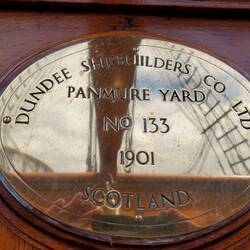 DUNDEE SHIPBUILDERS CO LTD
PANMURE YARD
NO 133
1901
SCOTLAND